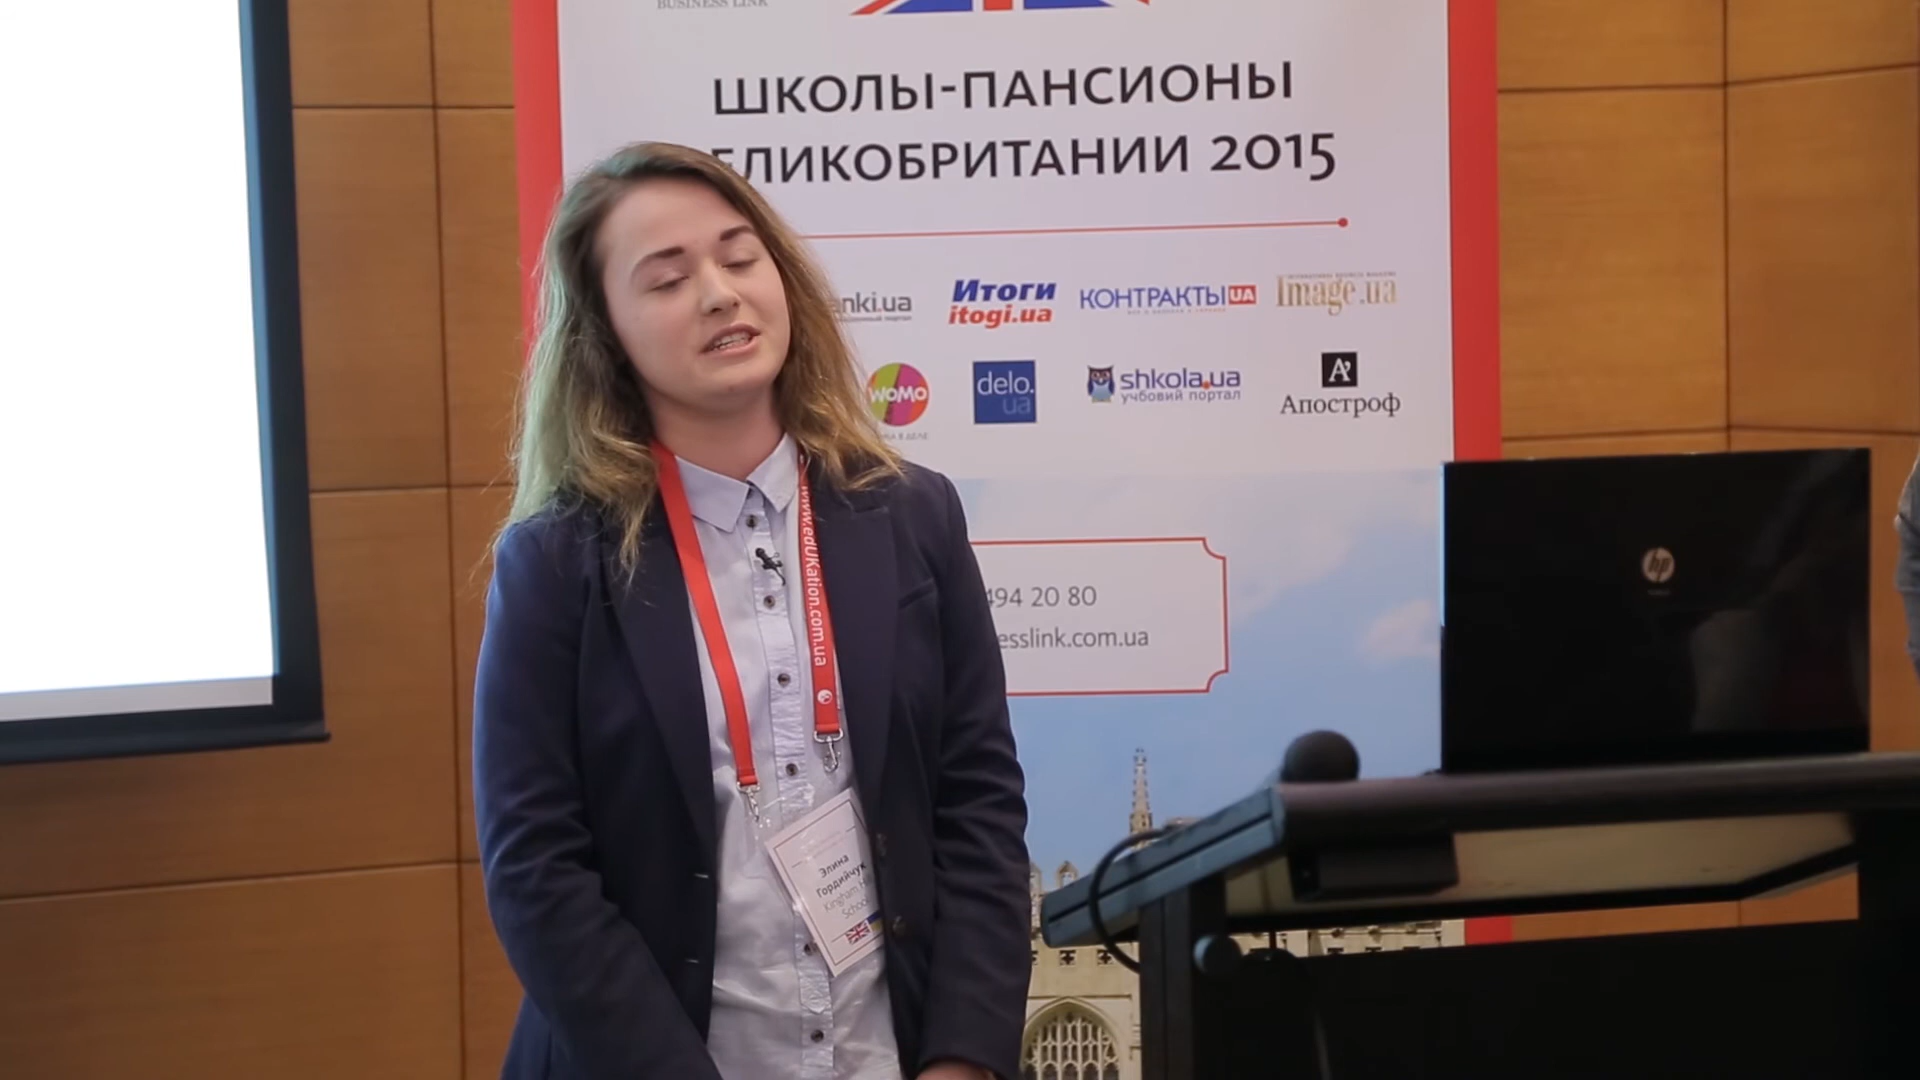 BUSINESS LINK
ШКОЛЫ-ПАНСИОНЫ
ЕЛИКОБРИТАНИИ 2015
nki.ua
Итоги
itogi.ua
КОНТРАКТЫ UA
Image.ua
WOMO
delo.
ua
shkola.ua
учбовий портал
А
Апостроф
494 20 80
esslink.com.ua
www.edUKation.com.ua
Элина
Гордийчук
Kingham H
School
hp